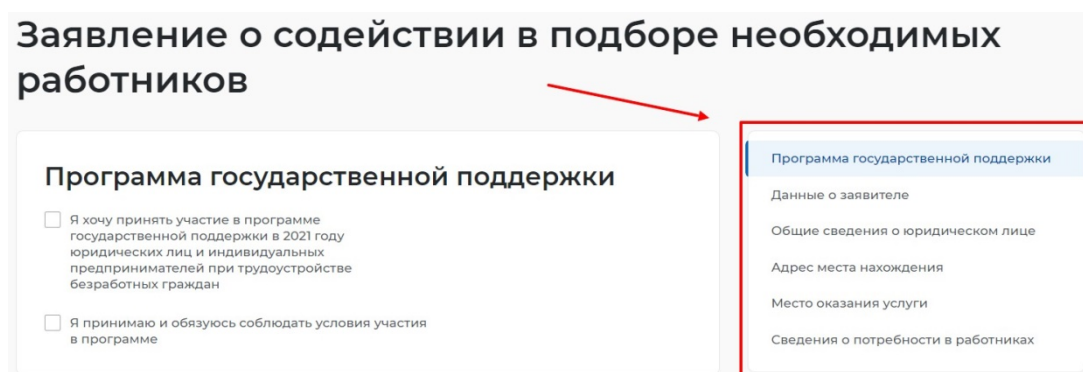 Заявление о содействии в подборе необходимых
работников
Программа государственной поддержки
Я хочу принять участие в программе
государственной поддержки в 2021 году
юридических лиц и индивидуальных
предпринимателей при трудоустройстве
безработных граждан
Я принимаю и обязуюсь соблюдать условия участия
в программе
Программа государственной поддержки
Данные о заявителе
Общие сведения о юридическом лице
Адрес места нахождения
Место оказания услуги
Сведения о потребности в работниках